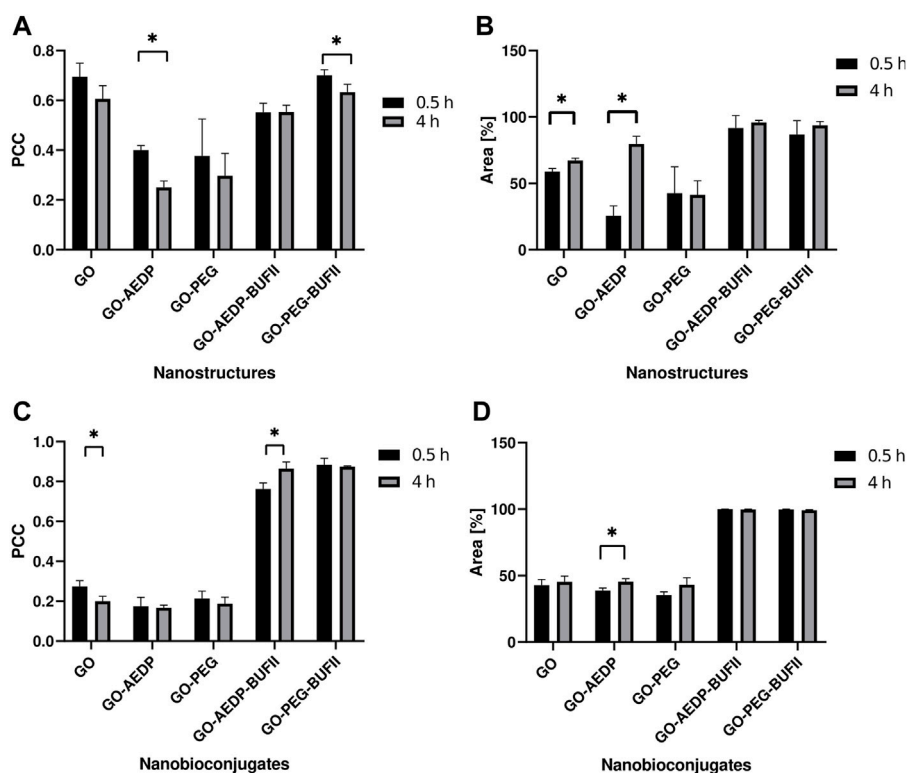 A
PCC
0.8
0.6
0.4
0.2
0.0
*
*
0.5 h
4 h
GO
GO-AEDP
GO-PEG
GO-AEDP-BUFII
GO-PEG-BUFII
Nanostructures
B
Area [%]
150
100
50
0
*
*
0.5 h
4 h
GO
GO-AEDP
GO-PEG
GO-AEDP-BUFII
GO-PEG-BUFII
Nanostructures
C
PCC
1.0
0.8
0.6
0.4
0.2
0.0
*
*
0.5 h
4 h
GO
GO-AEDP
GO-PEG
GO-AEDP-BUFII
GO-PEG-BUFII
Nanobioconjugates
D
Area [%]
150
100
50
0
*
0.5 h
4 h
GO
GO-AEDP
GO-PEG
GO-AEDP-BUFII
GO-PEG-BUFII
Nanobioconjugates